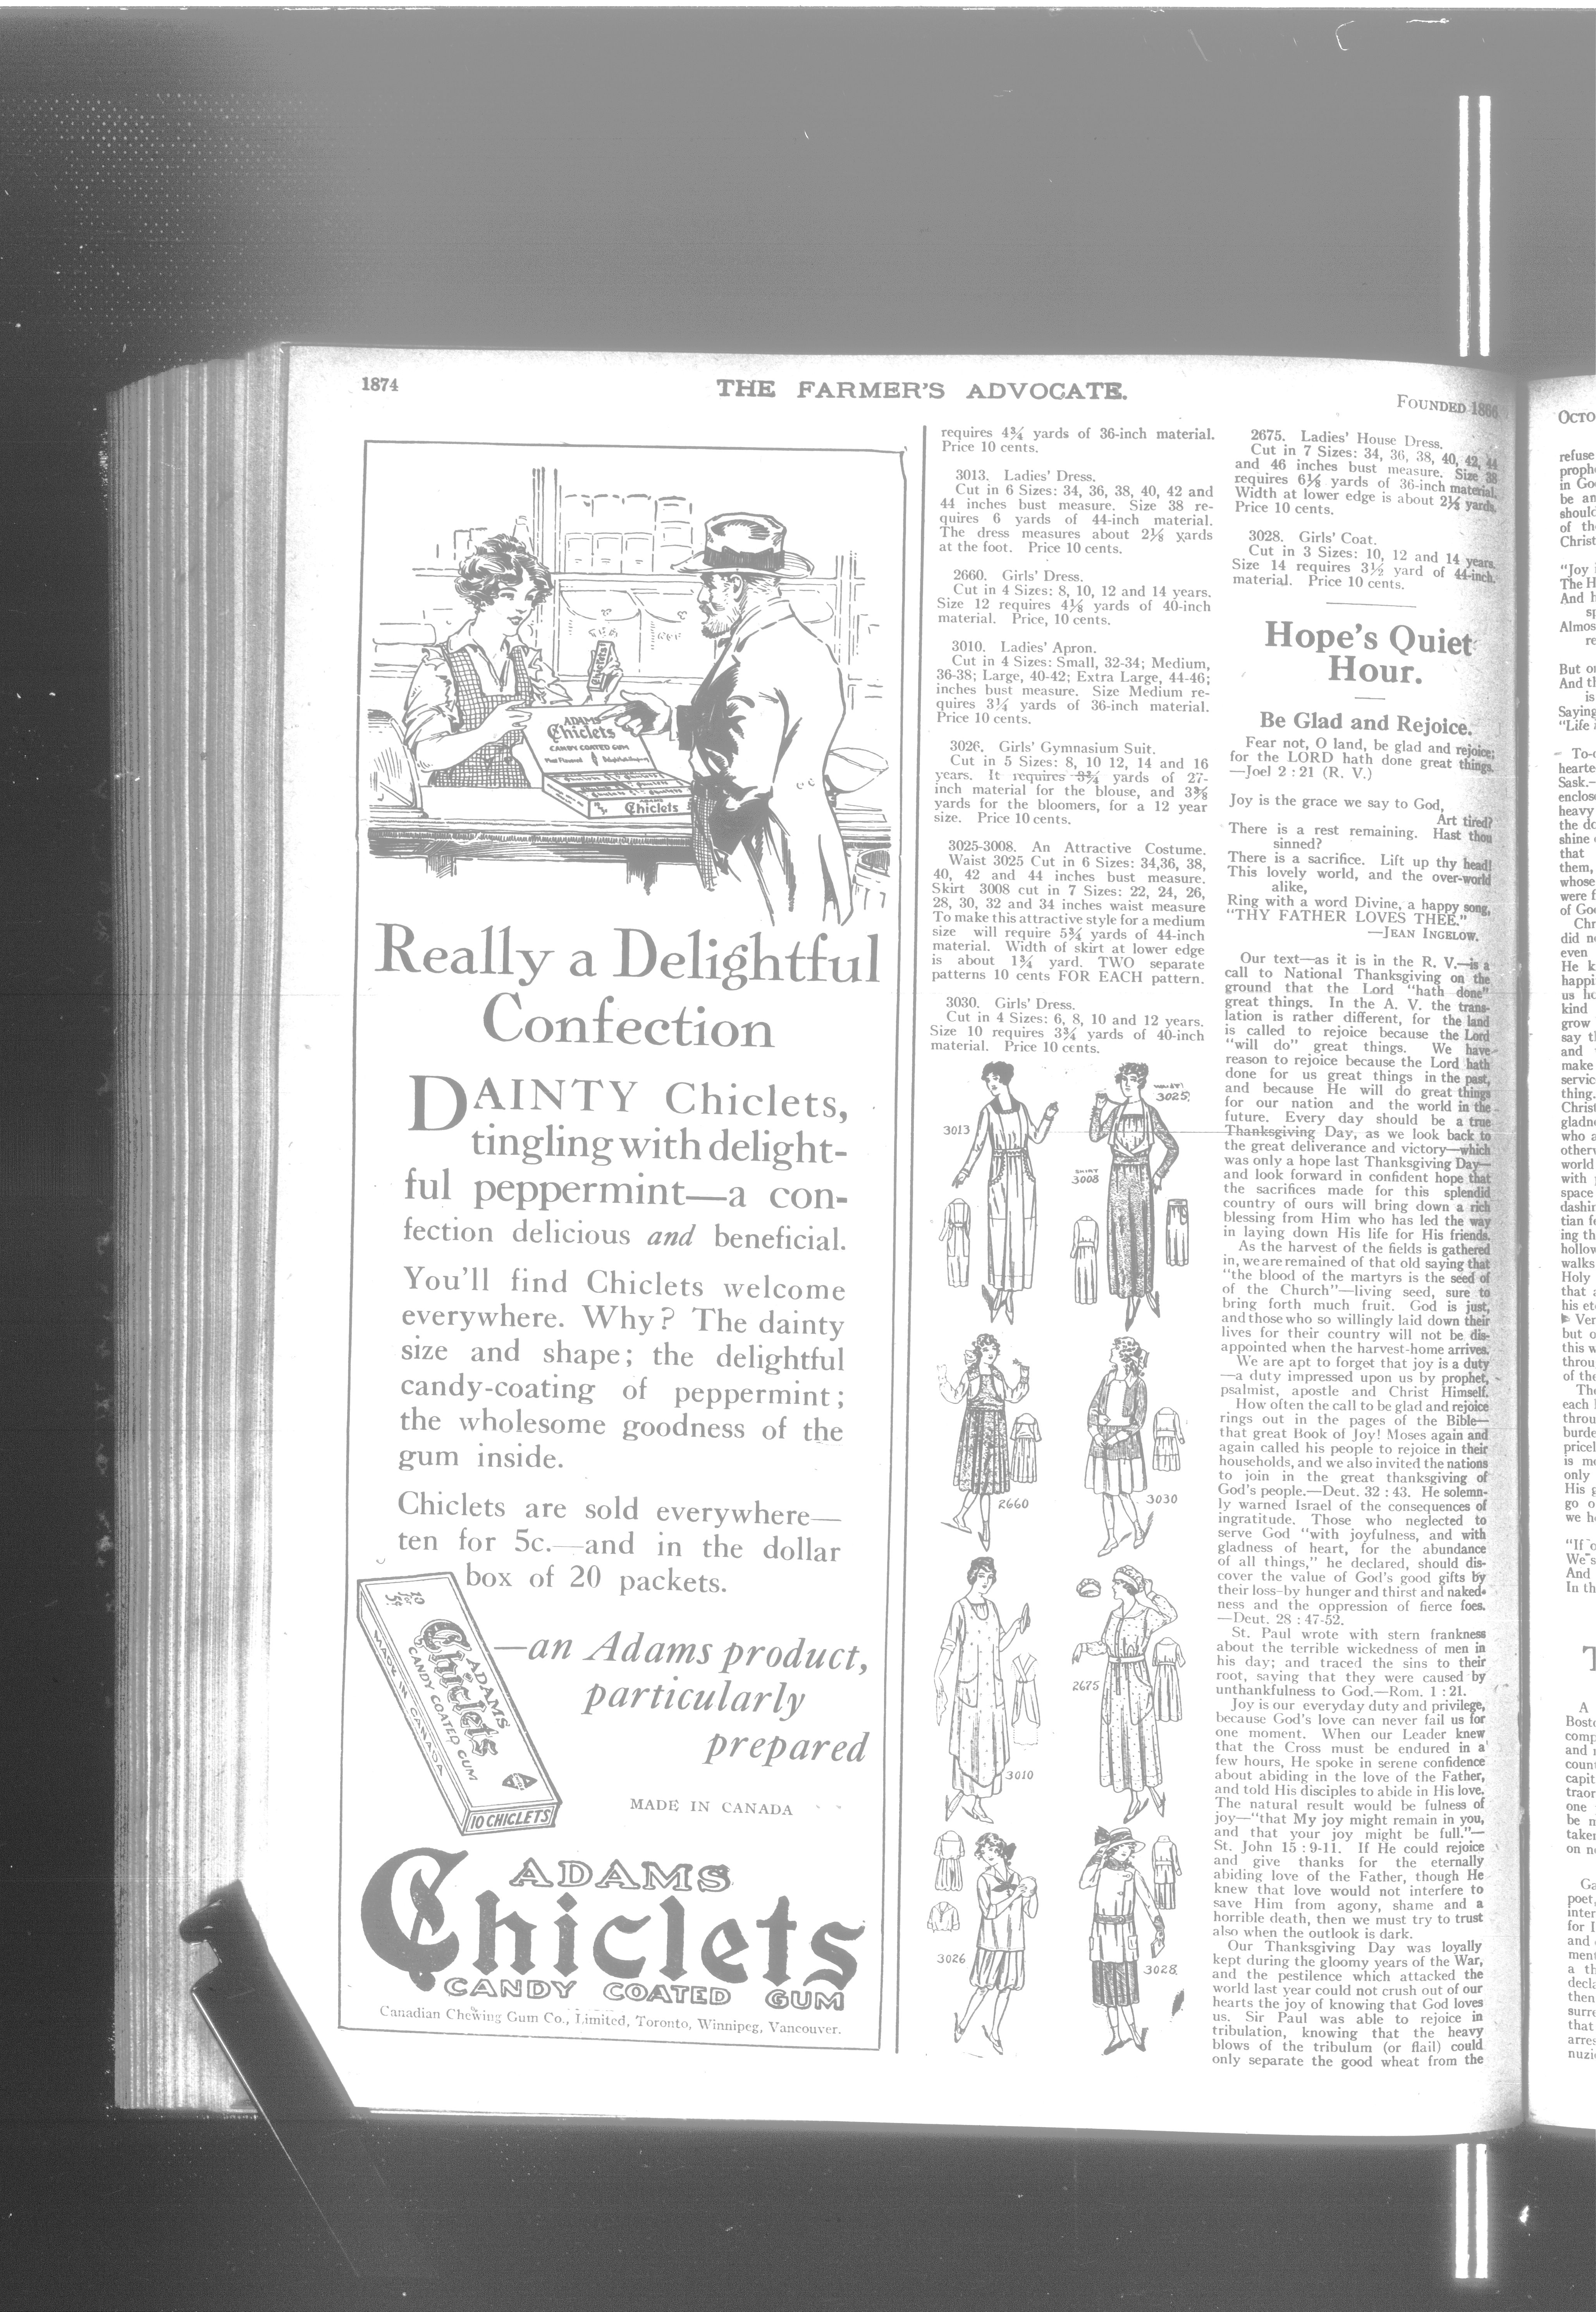 1874
THE FARMER'S ADVOCATE.
FOUNDED 1866
ADAMS
Chiclets
CANDY COATED GUM
ADAMS
Chiclets
Chiclets
Really a Delightful
Confection
DAINTY Chiclets,
tingling with delight-
ful peppermint—a con-
fection delicious and beneficial.
You'll find Chiclets welcome
everywhere. Why? The dainty
size and shape; the delightful
candy-coating of peppermint;
the wholesome goodness of the
gum inside.
Chiclets are sold everywhere—
ten for 5c.—and in the dollar
box of 20 packets.
10 for 5¢
ADAMS
Chiclets
CANDY COATED GUM
MADE IN CANADA
10 CHICLETS
—an Adams product,
particularly
prepared
MADE IN CANADA
ADAMS
Chiclets
CANDY COATED GUM
Canadian Chewing Gum Co., Limited, Toronto, Winnipeg, Vancouver.
requires 4¾ yards of 36-inch material.
Price 10 cents.
3013. Ladies' Dress.
Cut in 6 Sizes: 34, 36, 38, 40, 42 and
44 inches bust measure. Size 38 re-
quires 6 yards of 44-inch material.
The dress measures about 2⅛ yards
at the foot. Price 10 cents.
2660. Girls' Dress.
Cut in 4 Sizes: 8, 10, 12 and 14 years.
Size 12 requires 4⅛ yards of 40-inch
material. Price, 10 cents.
3010. Ladies' Apron.
Cut in 4 Sizes: Small, 32-34; Medium,
36-38; Large, 40-42; Extra Large, 44-46;
inches bust measure. Size Medium re-
quires 3¼ yards of 36-inch material.
Price 10 cents.
3026. Girls' Gymnasium Suit.
Cut in 5 Sizes: 8, 10 12, 14 and 16
years. It requires 3¾ yards of 27-
inch material for the blouse, and 3⅜
yards for the bloomers, for a 12 year
size. Price 10 cents.
3025-3008. An Attractive Costume.
Waist 3025 Cut in 6 Sizes: 34,36, 38,
40, 42 and 44 inches bust measure.
Skirt 3008 cut in 7 Sizes: 22, 24, 26,
28, 30, 32 and 34 inches waist measure
To make this attractive style for a medium
size will require 5¾ yards of 44-inch
material. Width of skirt at lower edge
is about 1¾ yard. TWO separate
patterns 10 cents FOR EACH pattern.
3030. Girls' Dress.
Cut in 4 Sizes: 6, 8, 10 and 12 years.
Size 10 requires 3¾ yards of 40-inch
material. Price 10 cents.
3013
WAIST
3025
SKIRT
3008
2660
3030
3010
2675
3026
3028
2675. Ladies' House Dress.
Cut in 7 Sizes: 34, 36, 38, 40, 42, 44
and 46 inches bust measure. Size 38
requires 6⅛ yards of 36-inch material.
Width at lower edge is about 2⅓ yards.
Price 10 cents.
3028. Girls' Coat.
Cut in 3 Sizes: 10, 12 and 14 years.
Size 14 requires 3½ yard of 44-inch
material. Price 10 cents.
Hope's Quiet
Hour.
Be Glad and Rejoice.
Fear not, O land, be glad and rejoice;
for the LORD hath done great things.
—Joel 2 : 21 (R. V.)
Joy is the grace we say to God,
Art tired?
There is a rest remaining. Hast thou
sinned?
There is a sacrifice. Lift up thy head!
This lovely world, and the over-world
alike,
Ring with a word Divine, a happy song,
"THY FATHER LOVES THEE."
—JEAN INGELOW.
Our text—as it is in the R. V.—is a
call to National Thanksgiving on the
ground that the Lord "hath done"
great things. In the A. V. the trans-
lation is rather different, for the land
is called to rejoice because the Lord
"will do" great things. We have
reason to rejoice because the Lord hath
done for us great things in the past,
and because He will do great things
for our nation and the world in the
future. Every day should be a true
Thanksgiving Day, as we look back to
the great deliverance and victory—which
was only a hope last Thanksgiving Day—
and look forward in confident hope that
the sacrifices made for this splendid
country of ours will bring down a rich
blessing from Him who has led the way
in laying down His life for His friends.
As the harvest of the fields is gathered
in, we are remained of that old saying that
"the blood of the martyrs is the seed of
of the Church"—living seed, sure to
bring forth much fruit. God is just,
and those who so willingly laid down their
lives for their country will not be dis-
appointed when the harvest-home arrives.
We are apt to forget that joy is a duty
—a duty impressed upon us by prophet,
psalmist, apostle and Christ Himself.
How often the call to be glad and rejoice
rings out in the pages of the Bible—
that great Book of Joy! Moses again and
again called his people to rejoice in their
households, and we also invited the nations
to join in the great thanksgiving of
God's people.—Deut. 32 : 43. He solemn-
ly warned Israel of the consequences of
ingratitude. Those who neglected to
serve God "with joyfulness, and with
gladness of heart, for the abundance
of all things," he declared, should dis-
cover the value of God's good gifts by
their loss–by hunger and thirst and naked-
ness and the oppression of fierce foes.
—Deut. 28 : 47-52.
St. Paul wrote with stern frankness
about the terrible wickedness of men in
his day; and traced the sins to their
root, saying that they were caused by
unthankfulness to God.—Rom. 1 : 21.
Joy is our everyday duty and privilege,
because God's love can never fail us for
one moment. When our Leader knew
that the Cross must be endured in a
few hours, He spoke in serene confidence
about abiding in the love of the Father,
and told His disciples to abide in His love.
The natural result would be fulness of
joy—"that My joy might remain in you,
and that your joy might be full."—
St. John 15 : 9-11. If He could rejoice
and give thanks for the eternally
abiding love of the Father, though He
knew that love would not interfere to
save Him from agony, shame and a
horrible death, then we must try to trust
also when the outlook is dark.
Our Thanksgiving Day was loyally
kept during the gloomy years of the War,
and the pestilence which attacked the
world last year could not crush out of our
hearts the joy of knowing that God loves
us. Sir Paul was able to rejoice in
tribulation, knowing that the heavy
blows of the tribulum (or flail) could
only separate the good wheat from the